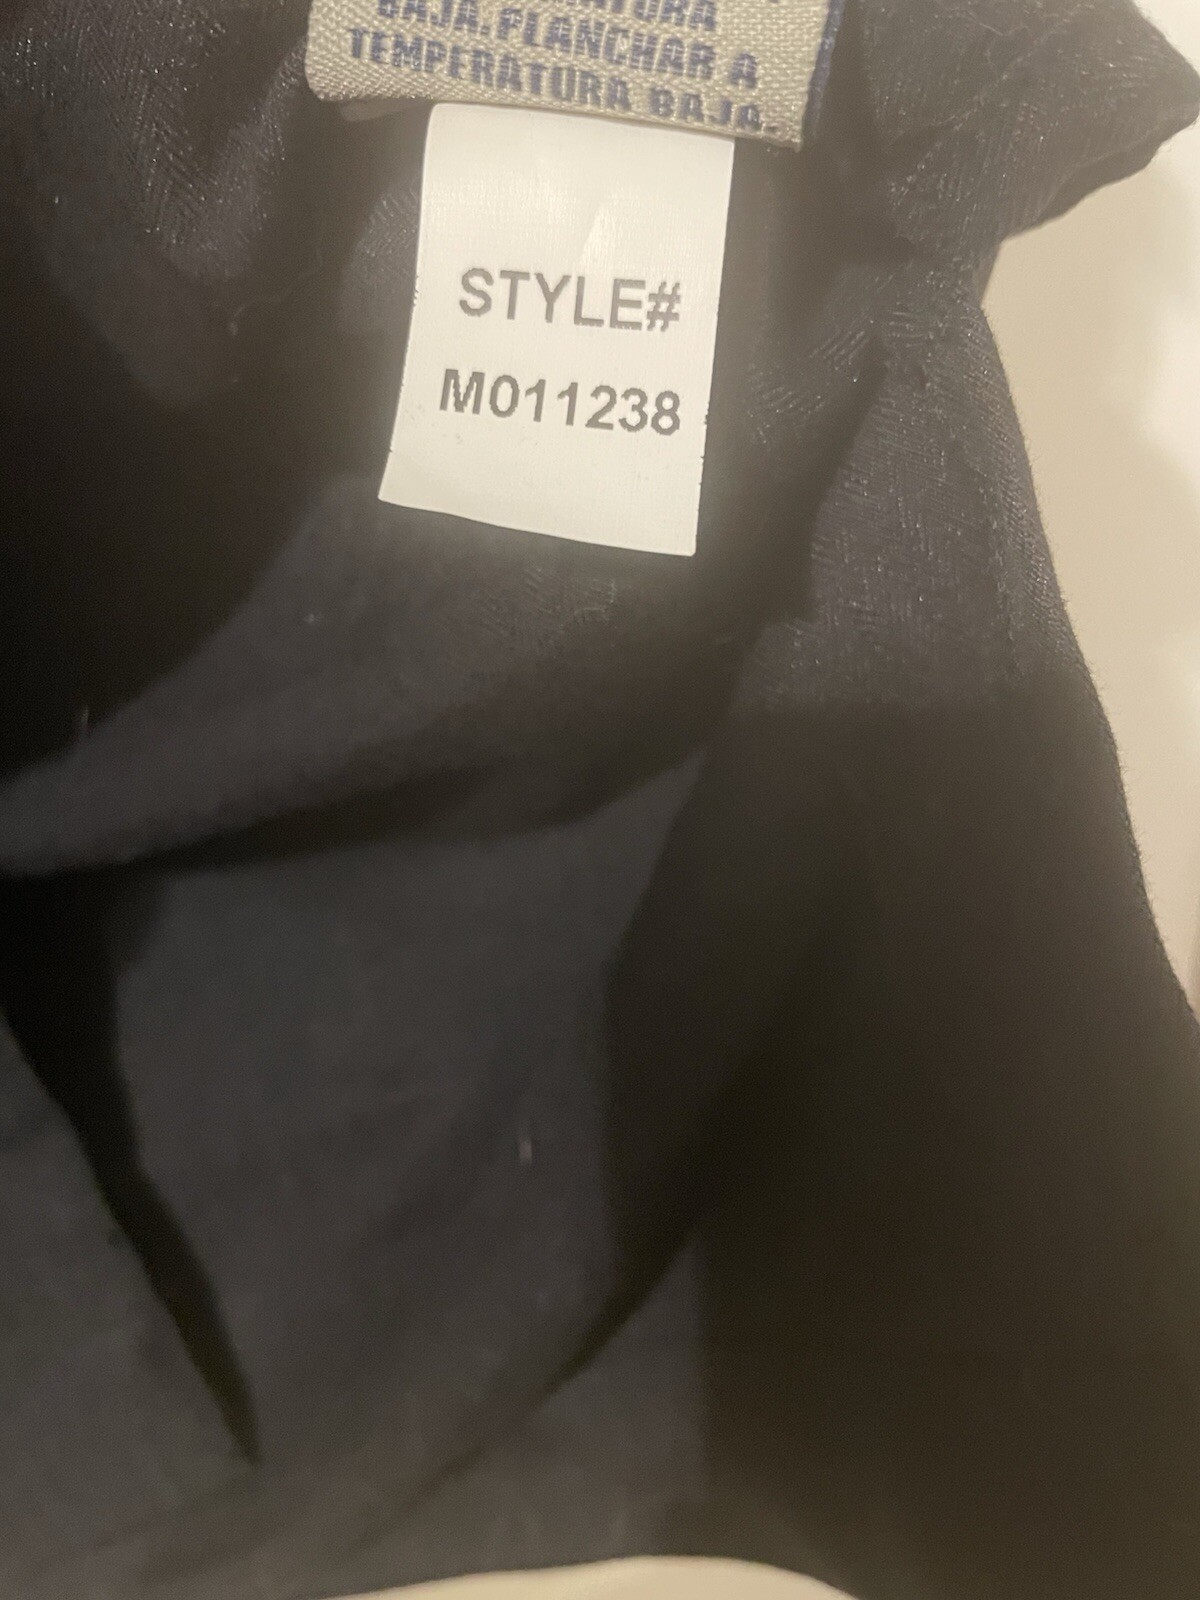 BAJA.PLANCHAR A
TEMPERATURA BAJA.
STYLE#
M011238